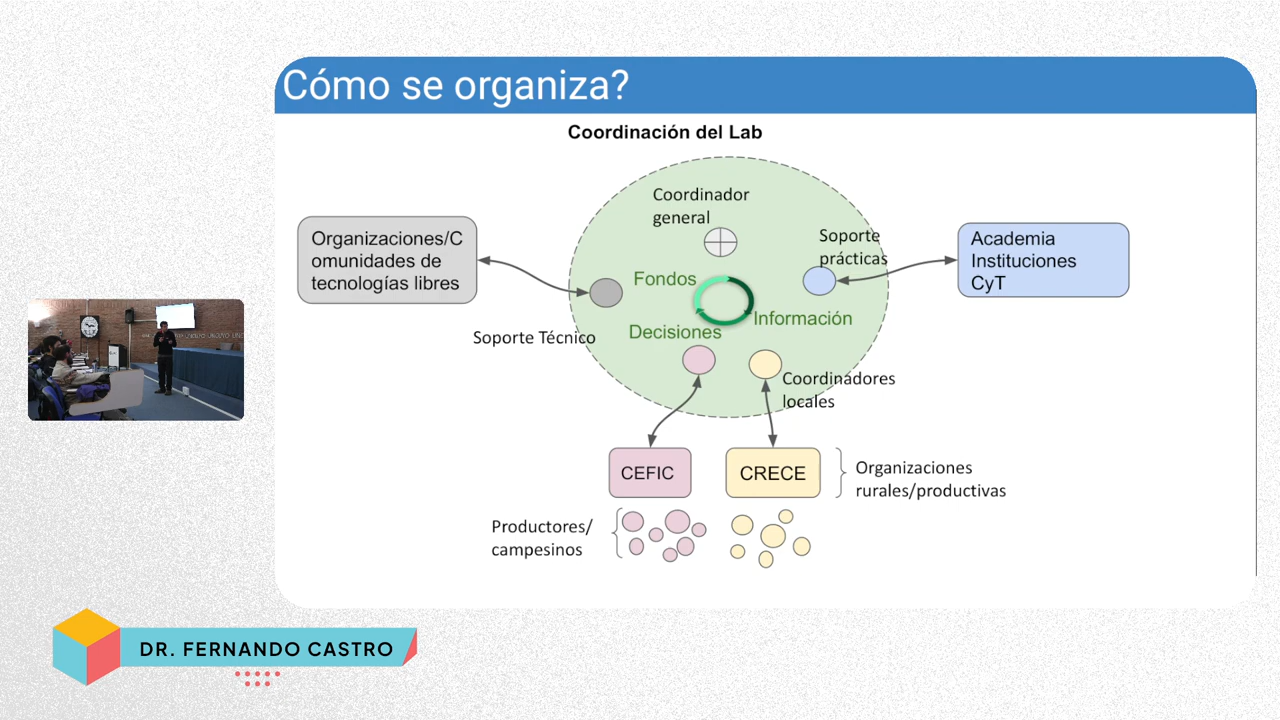 Cómo se organiza?
Coordinación del Lab
Coordinador
general
Organizaciones/C
omunidades de
tecnologías libres
Soporte
prácticas
Academia
Instituciones
CyT
Fondos
Información
Decisiones
Soporte Técnico
Coordinadores
locales
CEFIC
CRECE
Organizaciones
rurales/productivas
Productores/
campesinos
DR. FERNANDO CASTRO